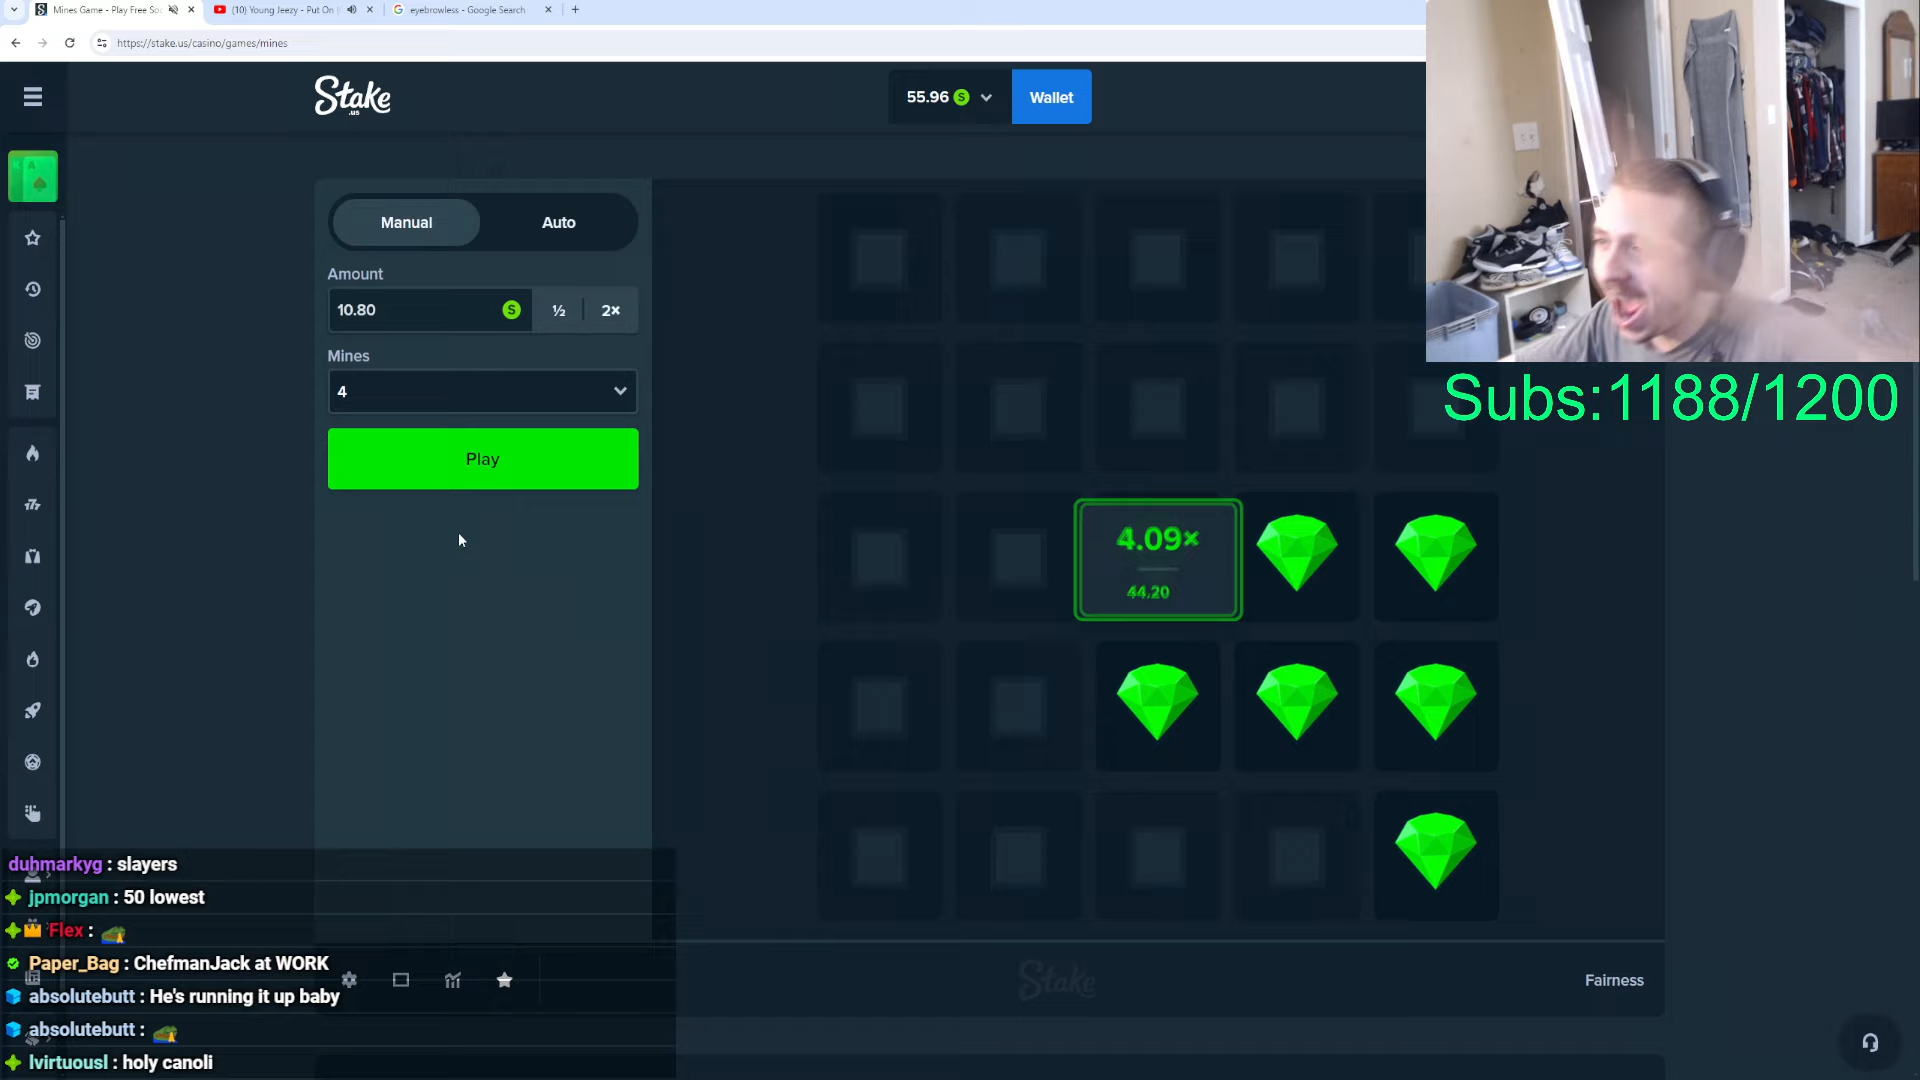 Mines Game - Play Free Soc
(10) Young Jeezy - Put On
eyebrowless - Google Search
https://stake.us/casino/games/mines
Stake
.us
55.96
Wallet
Manual
Auto
Amount
10.80
½
2×
Mines
4
Play
4.09×
44.20
Subs:1188/1200
duhmarkyg : slayers
jpmorgan : 50 lowest
Flex :
Paper_Bag : ChefmanJack at WORK
absolutebutt : He's running it up baby
absolutebutt :
lvirtuousl : holy canoli
Stake
Fairness